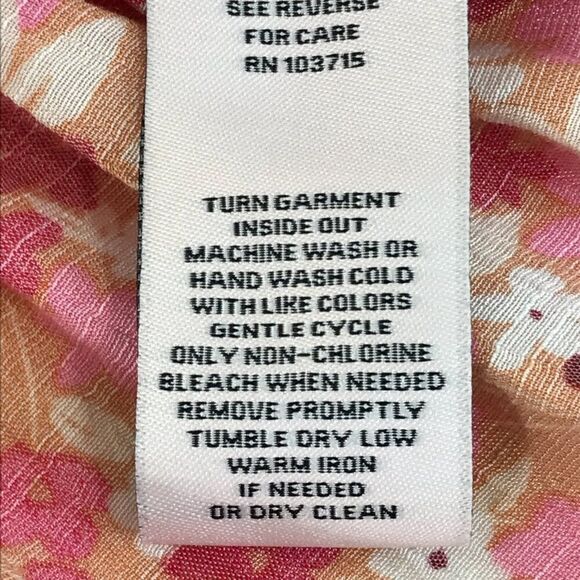 SEE REVERSE
FOR CARE
RN 103715
TURN GARMENT
INSIDE OUT
MACHINE WASH OR
HAND WASH COLD
WITH LIKE COLORS
GENTLE CYCLE
ONLY NON-CHLORINE
BLEACH WHEN NEEDED
REMOVE PROMPTLY
TUMBLE DRY LOW
WARM IRON
IF NEEDED
OR DRY CLEAN